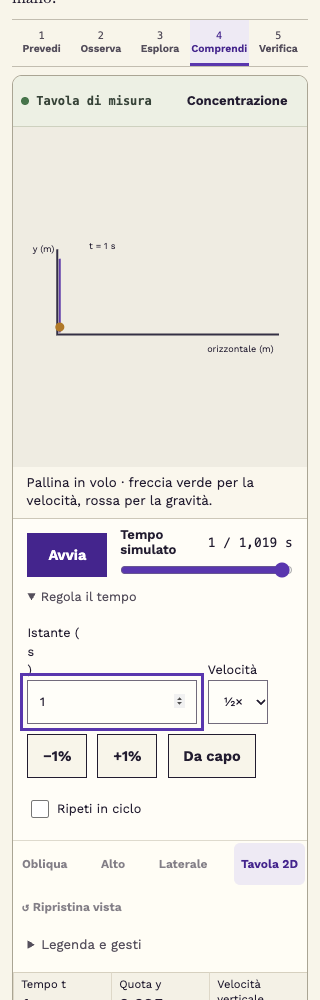 1 2 3 4 5
Prevedi Osserva Esplora Comprendi Verifica
Tavola di misura Concentrazione
y (m) t = 1 s
orizzontale (m)
Pallina in volo · freccia verde per la
velocità, rossa per la gravità.
Avvia Tempo
simulato 1 / 1,019 s
▼ Regola il tempo
Istante (
s
) Velocità
1 ½×
−1% +1% Da capo
Ripeti in ciclo
Obliqua Alto Laterale Tavola 2D
↺ Ripristina vista
▶ Legenda e gesti
Tempo t Quota y Velocità
verticale